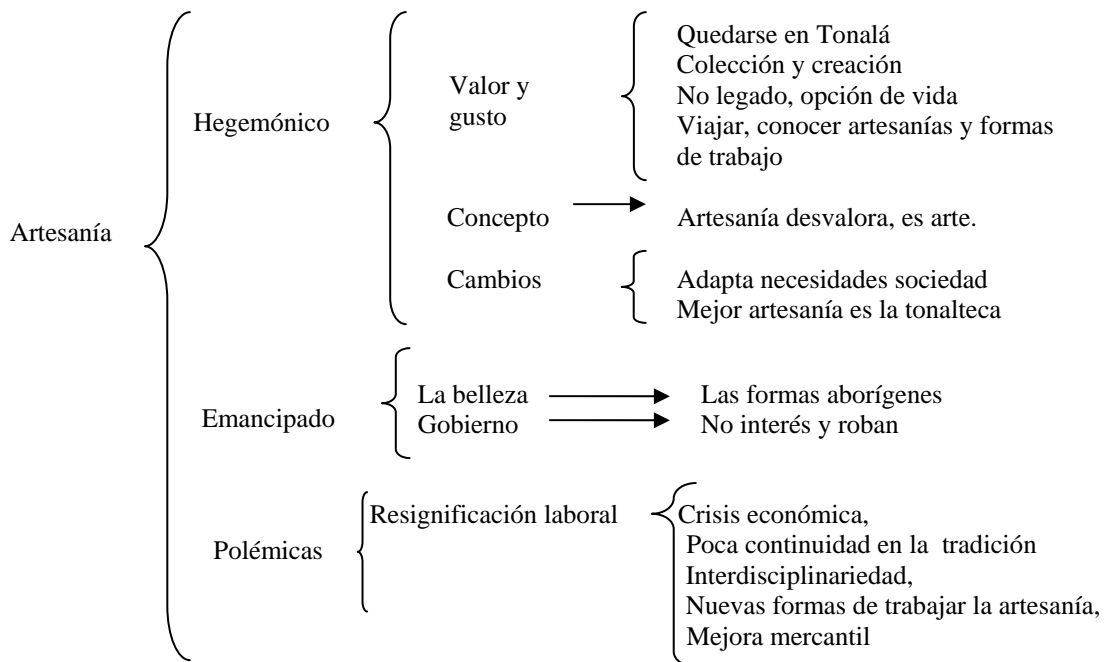 Artesanía
Hegemónico
Valor y
gusto
Quedarse en Tonalá
Colección y creación
No legado, opción de vida
Viajar, conocer artesanías y formas
de trabajo
Concepto
Artesanía desvalora, es arte.
Cambios
Adapta necesidades sociedad
Mejor artesanía es la tonalteca
Emancipado
La belleza
Las formas aborígenes
Gobierno
No interés y roban
Polémicas
Resignificación laboral
Crisis económica,
Poca continuidad en la tradición
Interdisciplinariedad,
Nuevas formas de trabajar la artesanía,
Mejora mercantil